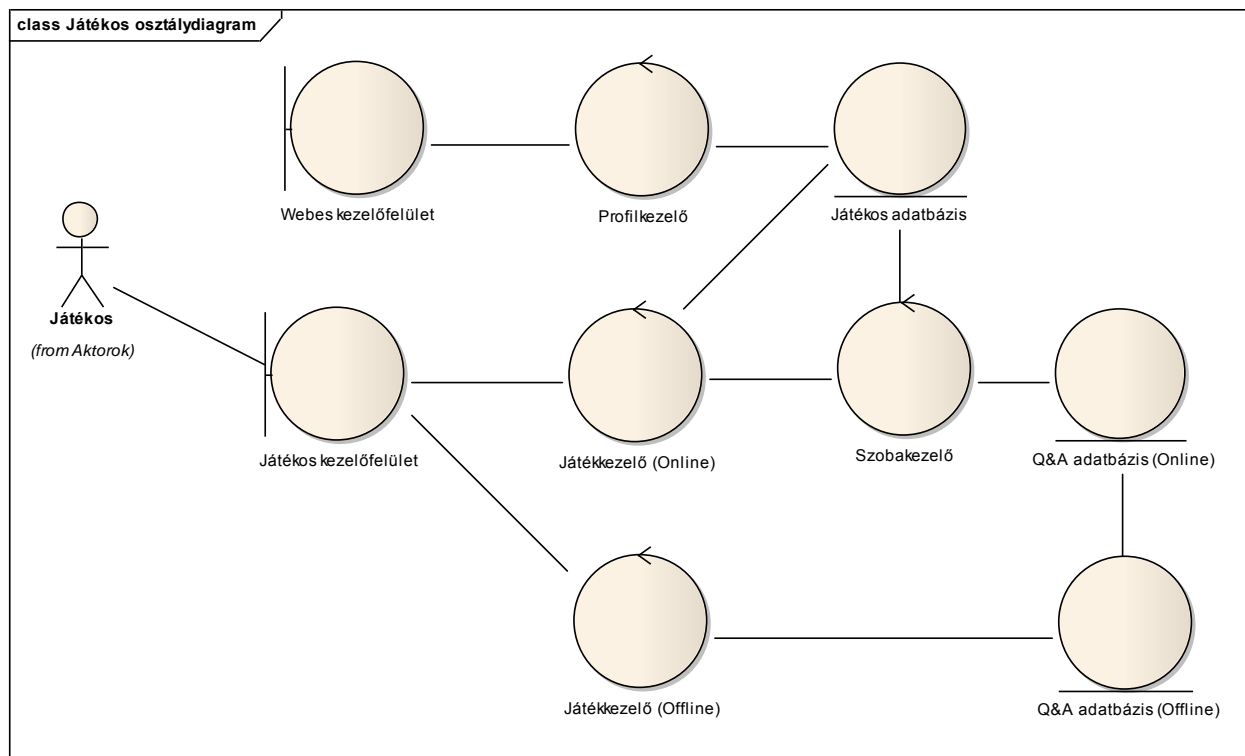 class Játékos osztálydiagram
Webes kezelőfelület
Profilkezelő
Játékos adatbázis
Játékos
(from Aktorok)
Játékos kezelőfelület
Játékkezelő (Online)
Szobakezelő
Q&A adatbázis (Online)
Játékkezelő (Offline)
Q&A adatbázis (Offline)